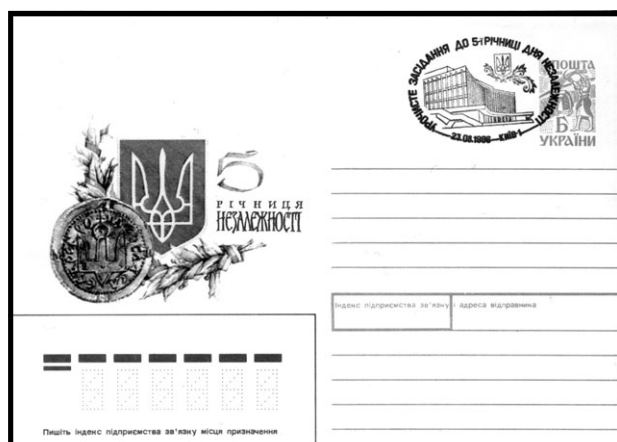 УРОЧИСТЕ ЗАСІДАННЯ ДО 5-Ї РІЧНИЦІ ДНЯ НЕЗАЛЕЖНОСТІ
23.08.1996 — КИЇВ-1
ПОШТА
Б
УКРАЇНИ
5
РІЧНИЦЯ
НЕЗАЛЕЖНОСТІ
Індекс підприємства зв'язку і адреса відправника
Пишіть індекс підприємства зв'язку місця призначення